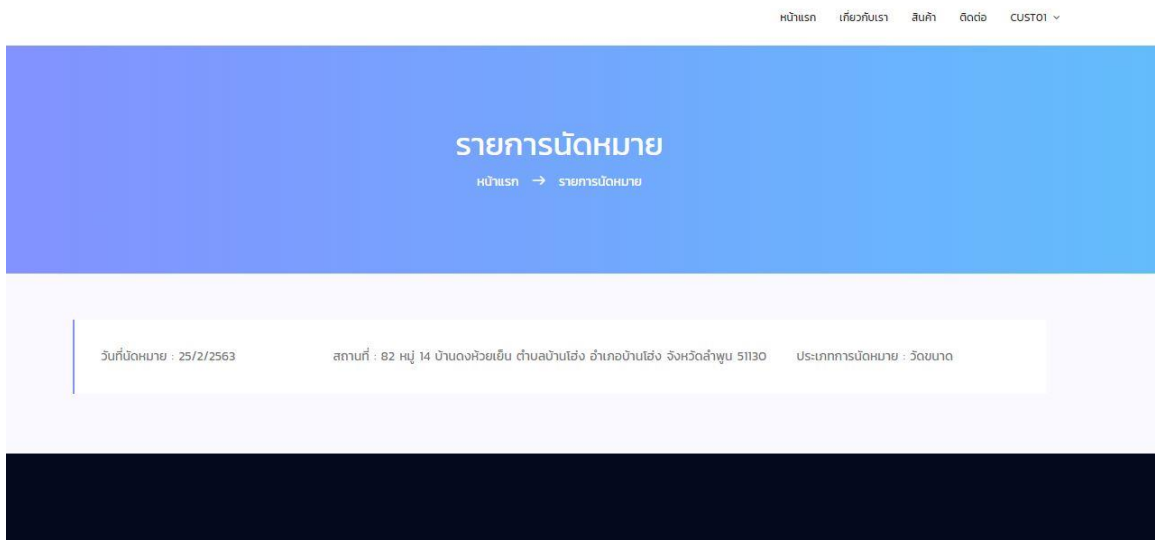 หน้าแรก เกี่ยวกับเรา สินค้า ติดต่อ CUST01
รายการนัดหมาย
หน้าแรก → รายการนัดหมาย
วันที่นัดหมาย : 25/2/2563 สถานที่ : 82 หมู่ 14 บ้านดงห้วยเย็น ตำบลบ้านโฮ่ง อำเภอบ้านโฮ่ง จังหวัดลำพูน 51130 ประเภทการนัดหมาย : วัดขนาด